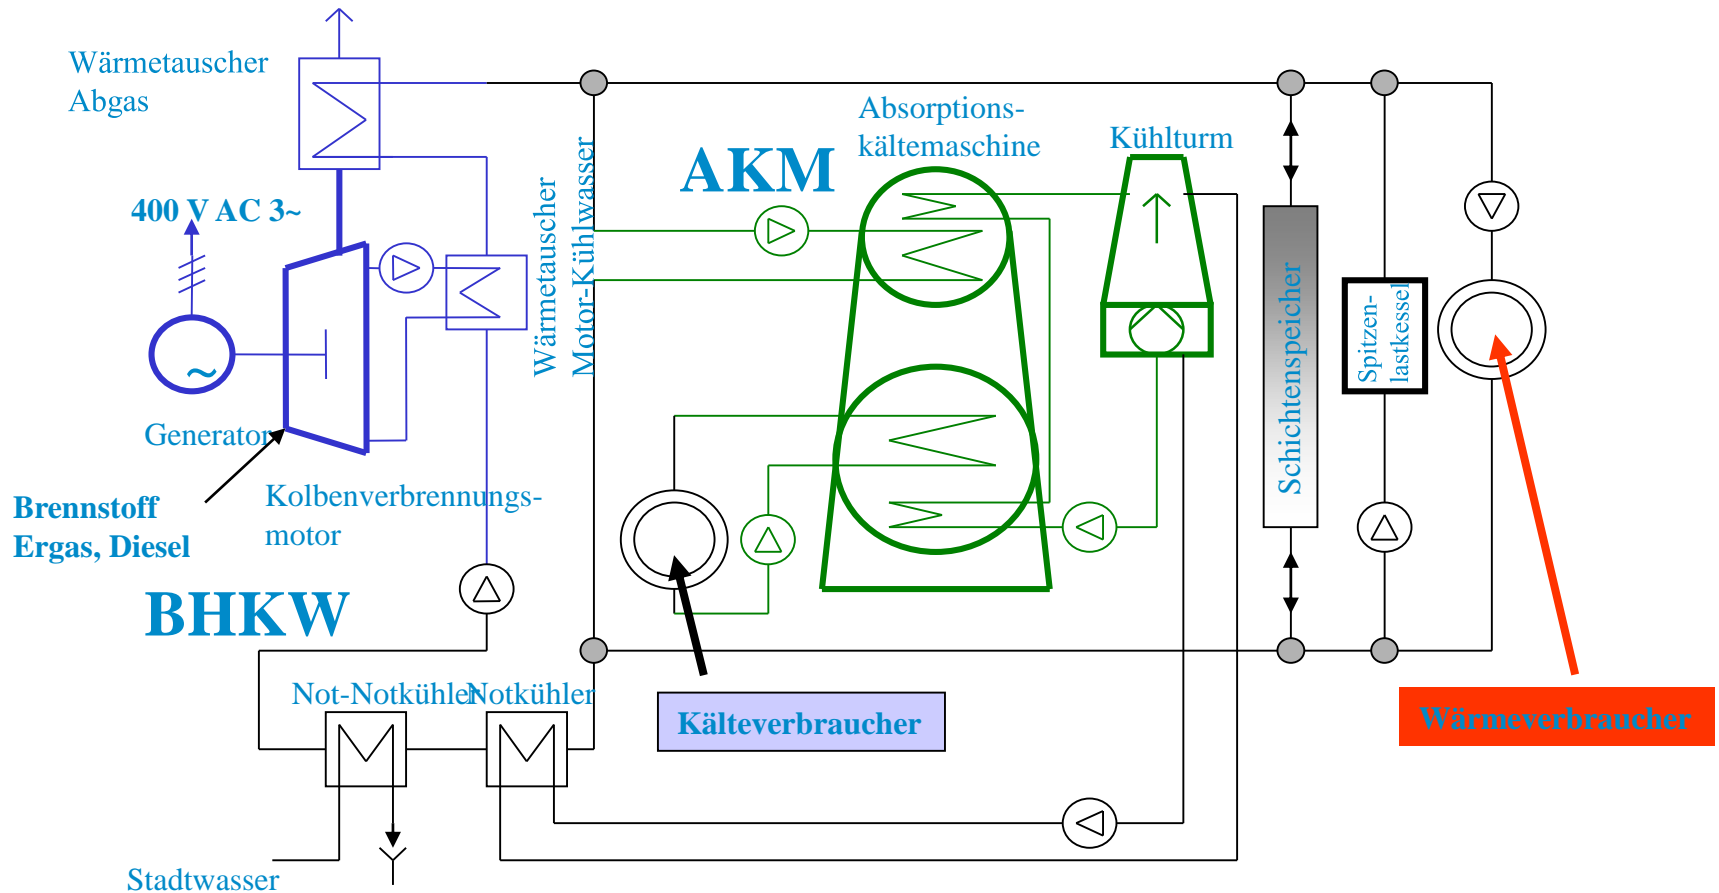 Wärmetauscher
Abgas
400 V AC 3~
Generator
Brennstoff
Ergas, Diesel
Kolbenverbrennungs-
motor
BHKW
Wärmetauscher
Motor-Kühlwasser
AKM
Absorptions-
kältemaschine
Kühlturm
Schichtenspeicher
Spitzen-
lastkessel
Not-Notkühler
Notkühler
Kälteverbraucher
Wärmeverbraucher
Stadtwasser
~